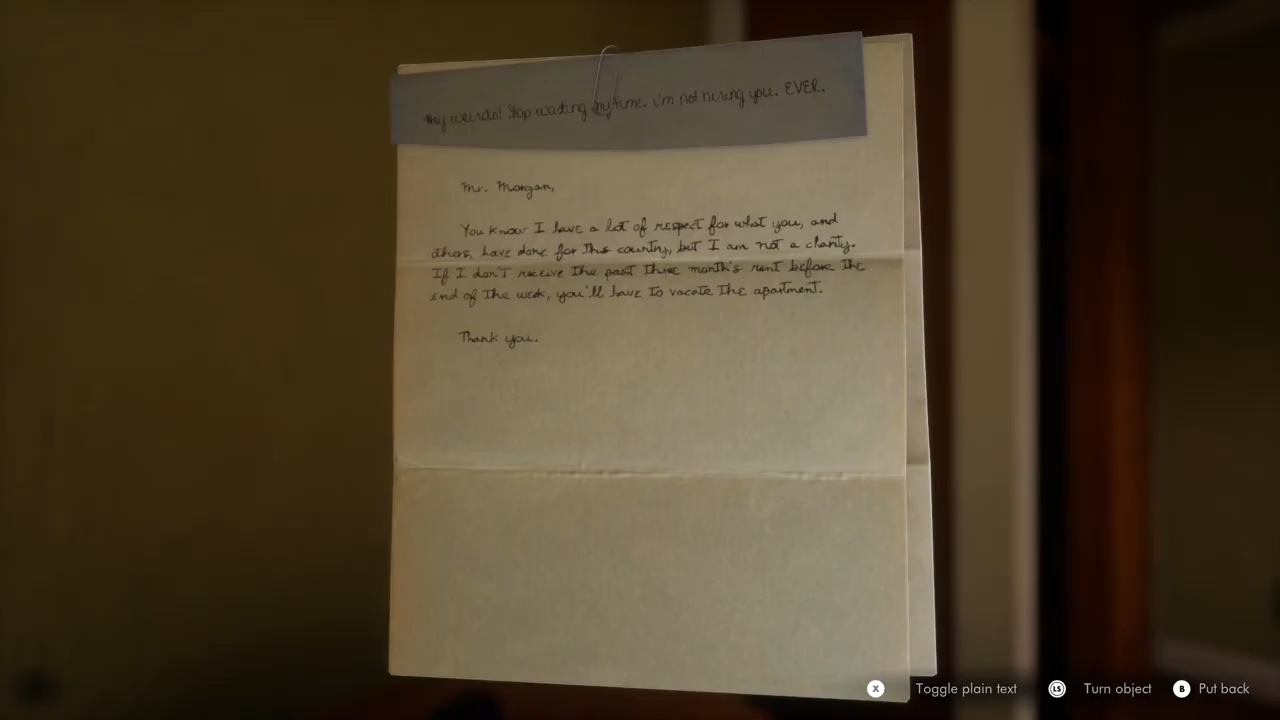 Hey weirdo! Stop wasting my time. i'm not hiring you. EVER.
Mr. Morgan,
You know I have a lot of respect for what you, and
others, have done for this country, but I am not a charity.
If I don't receive the past three month's rent before the
end of the week, you'll have to vacate the apartment.
Thank you.
X Toggle plain text LS Turn object B Put back